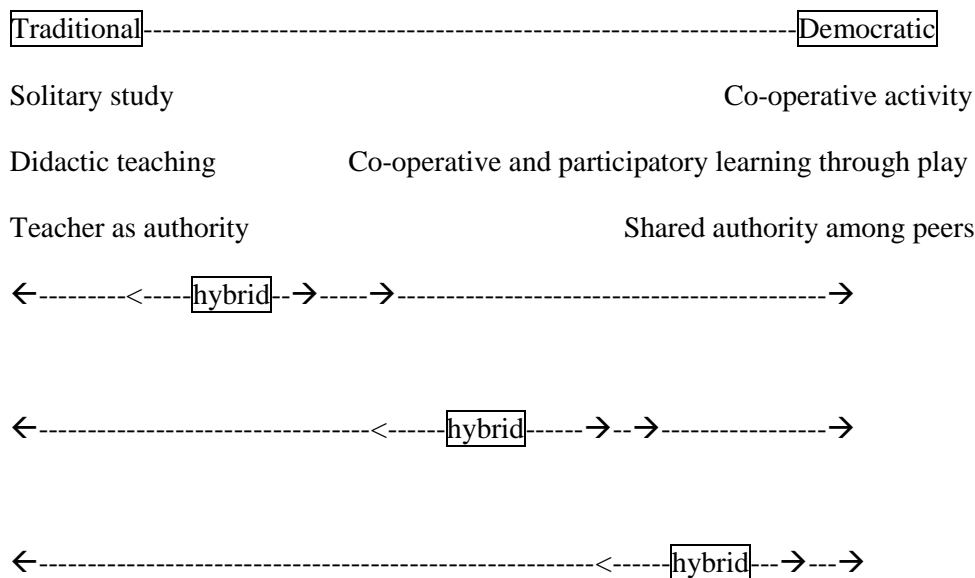 Traditional--------------------------------------------------------------------Democratic
Solitary study Co-operative activity
Didactic teaching Co-operative and participatory learning through play
Teacher as authority Shared authority among peers
←---------<-----hybrid--→-----→---------------------------------------------→
←----------------------------------<------hybrid------→--→-----------------→
←----------------------------------------------------------<------hybrid---→---→